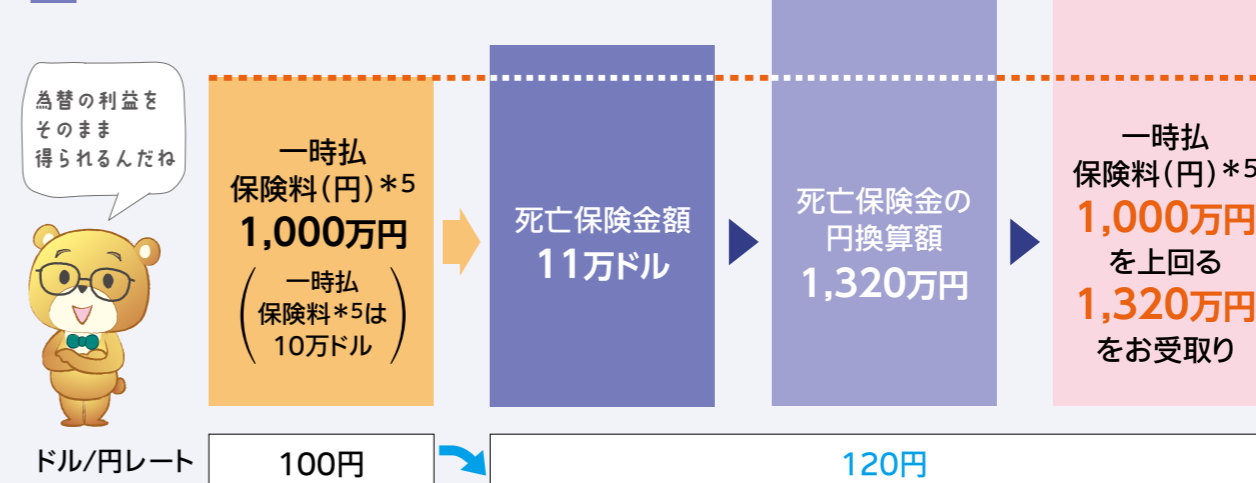 為替の利益を
そのまま
得られるんだね
一時払
保険料(円)*5
1,000万円
一時払
保険料*5は
10万ドル
死亡保険金額
11万ドル
死亡保険金の
円換算額
1,320万円
一時払
保険料(円)*5
1,000万円
を上回る
1,320万円
をお受取り
ドル/円レート
100円
120円